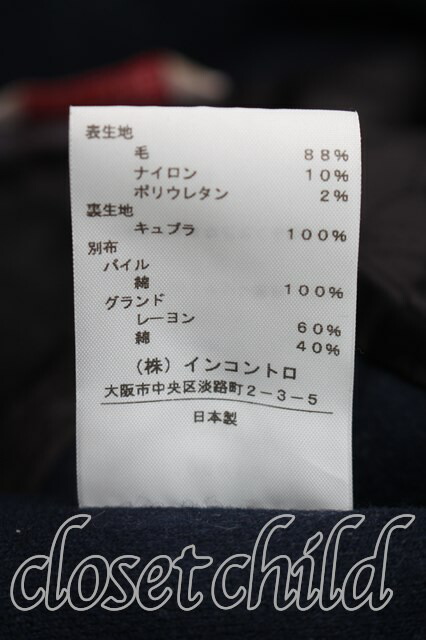 表生地
毛 88%
ナイロン 10%
ポリウレタン 2%
裏生地
キュプラ 100%
別布
パイル
綿 100%
グランド
レーヨン 60%
綿 40%
(株) インコントロ
大阪市中央区淡路町2-3-5
日本製
closet child